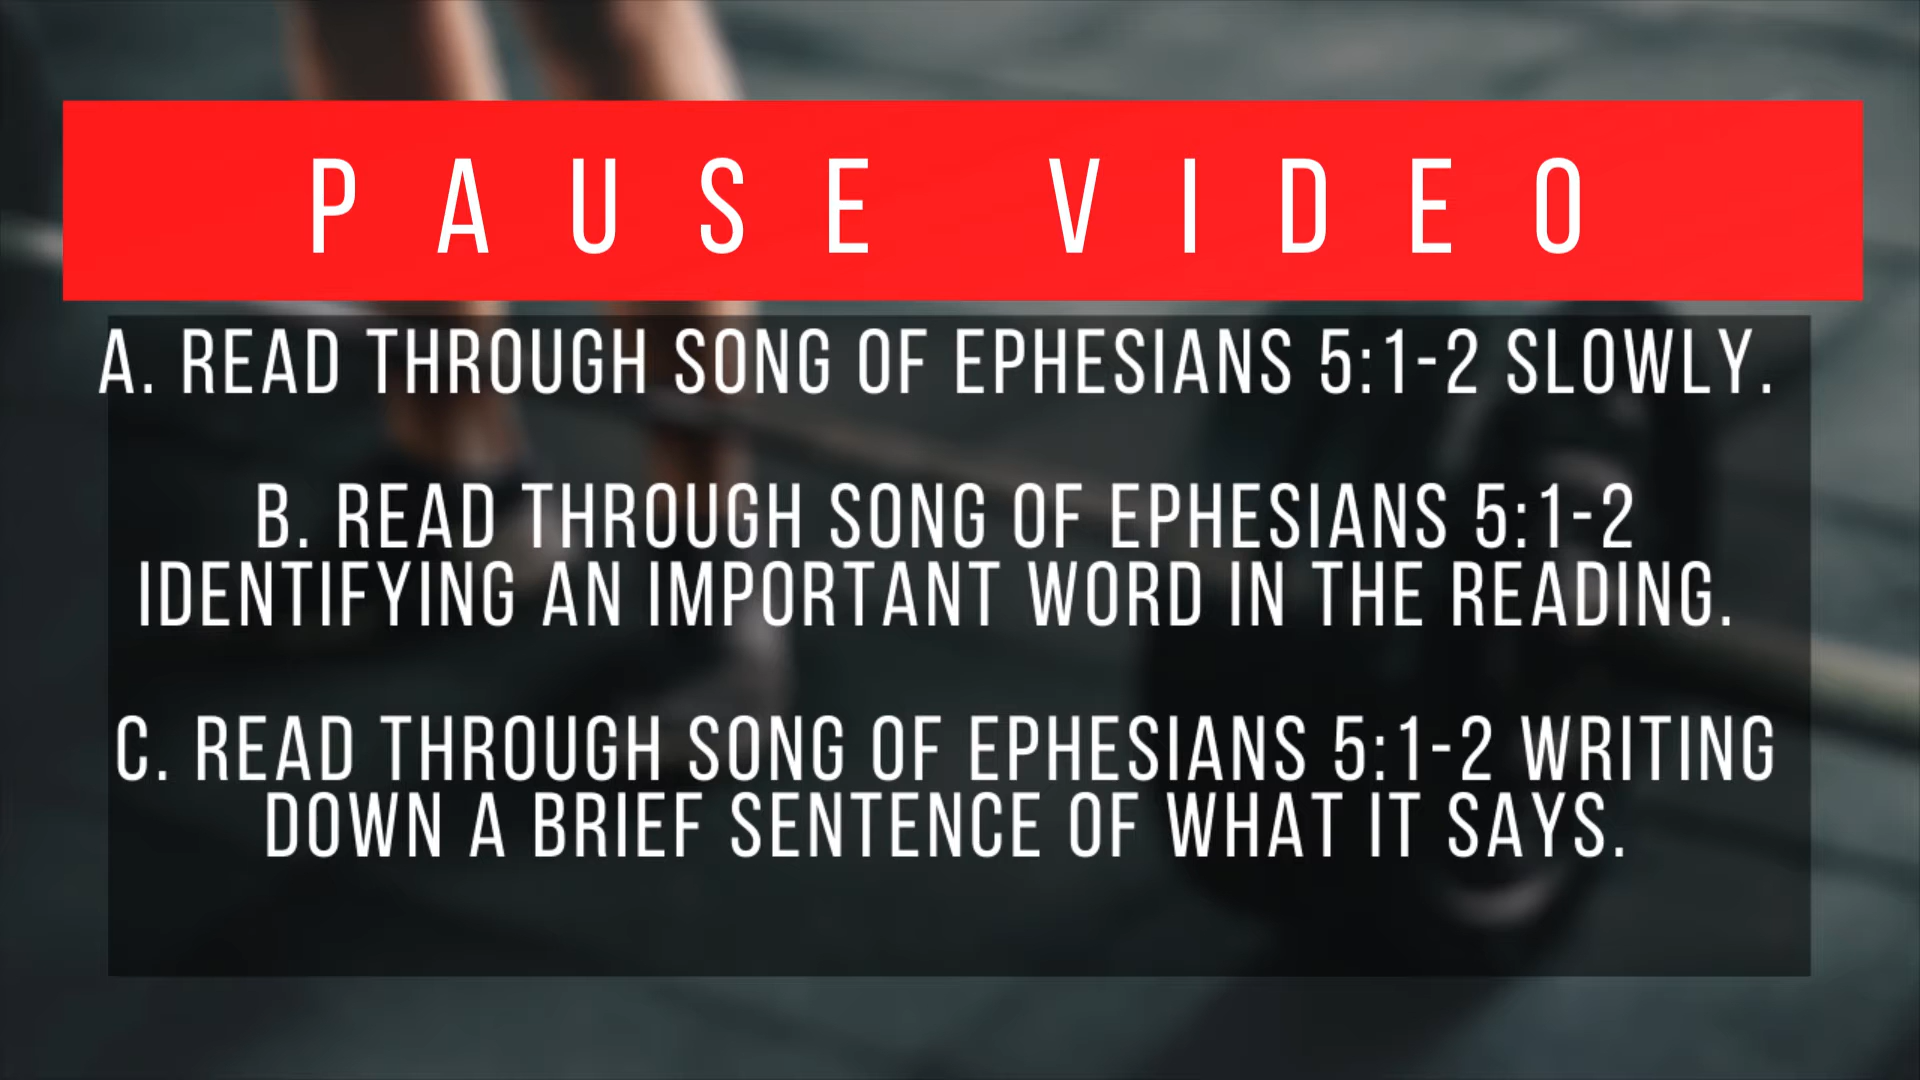 PAUSE VIDEO
A. READ THROUGH SONG OF EPHESIANS 5:1-2 SLOWLY.
B. READ THROUGH SONG OF EPHESIANS 5:1-2
IDENTIFYING AN IMPORTANT WORD IN THE READING.
C. READ THROUGH SONG OF EPHESIANS 5:1-2 WRITING
DOWN A BRIEF SENTENCE OF WHAT IT SAYS.